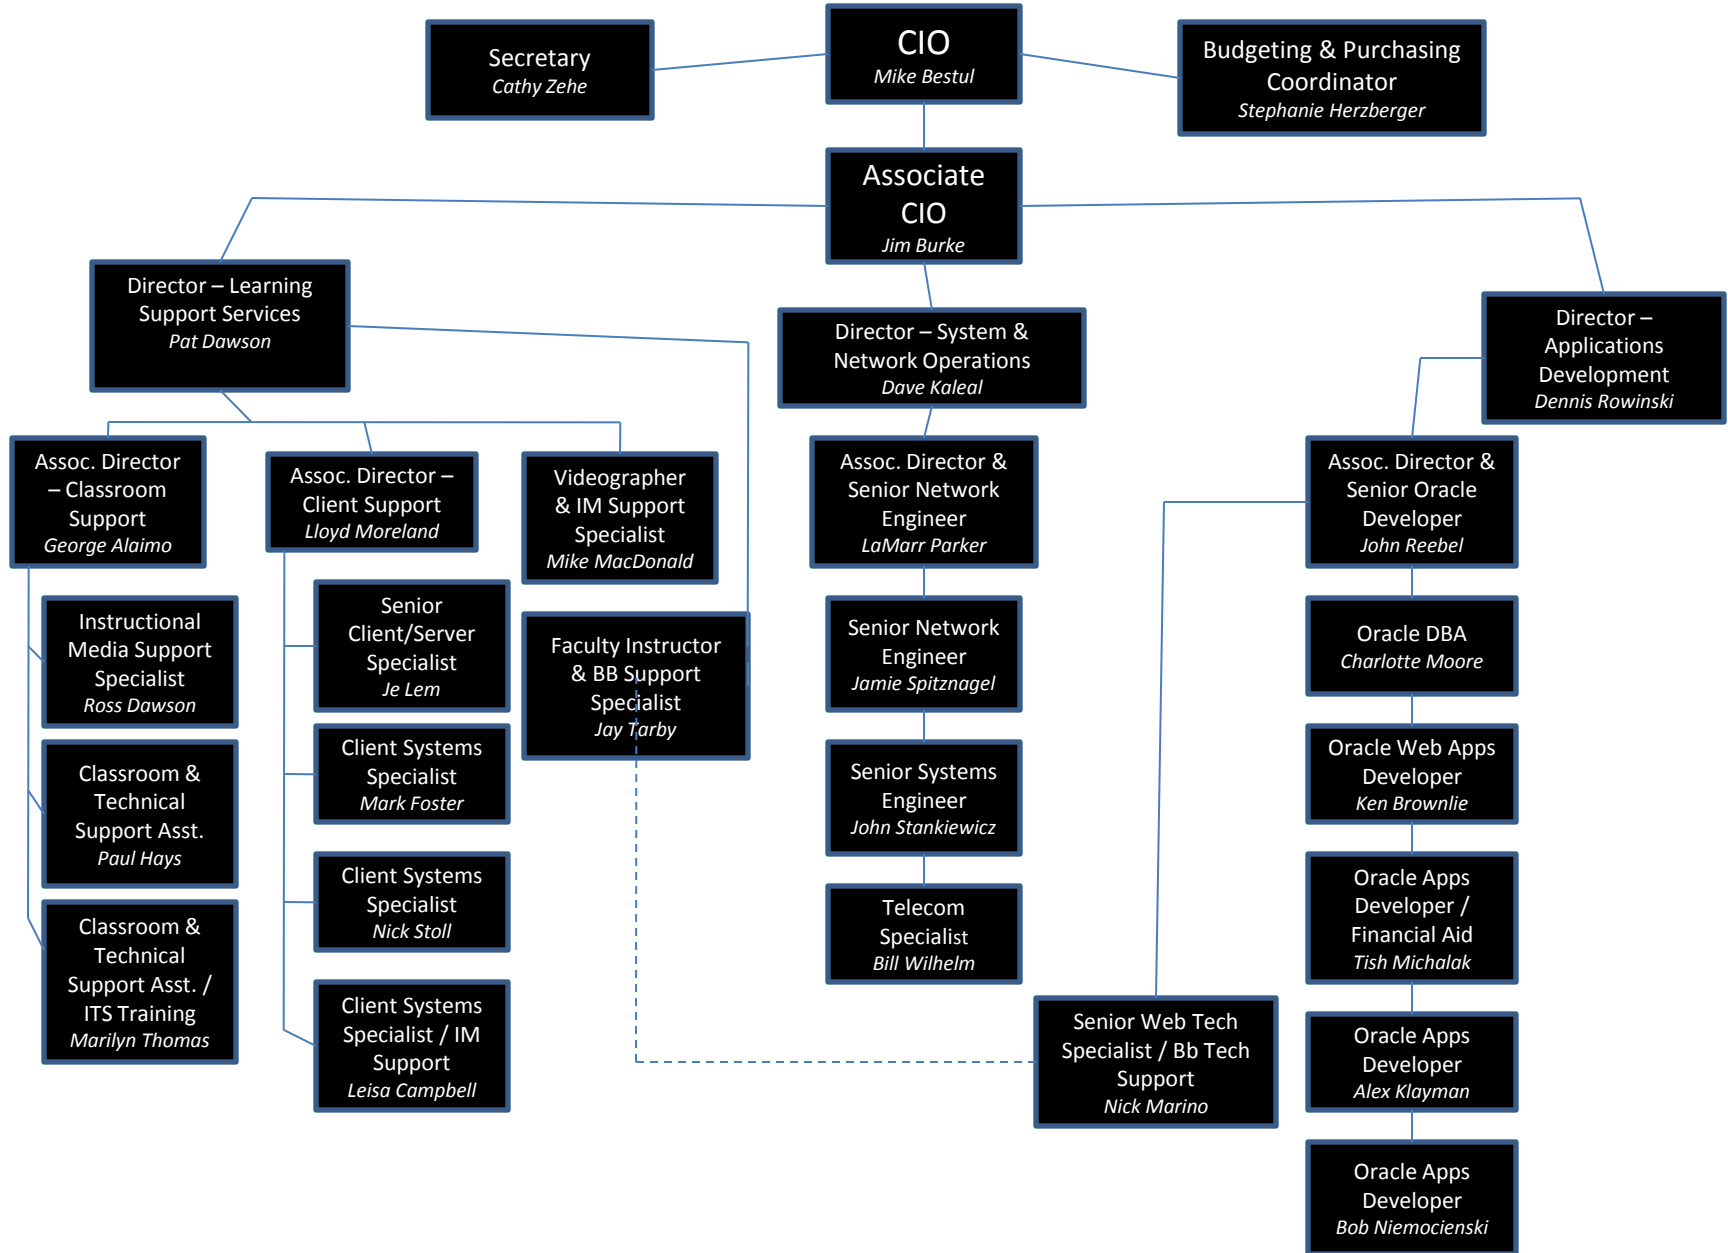 Secretary
Cathy Zehe
CIO
Mike Bestul
Budgeting & Purchasing
Coordinator
Stephanie Herzberger
Associate
CIO
Jim Burke
Director – Learning
Support Services
Pat Dawson
Director – System &
Network Operations
Dave Kaleal
Director –
Applications
Development
Dennis Rowinski
Assoc. Director
– Classroom
Support
George Alaimo
Assoc. Director –
Client Support
Lloyd Moreland
Videographer
& IM Support
Specialist
Mike MacDonald
Assoc. Director &
Senior Network
Engineer
LaMarr Parker
Assoc. Director &
Senior Oracle
Developer
John Reebel
Instructional
Media Support
Specialist
Ross Dawson
Senior
Client/Server
Specialist
Je Lem
Faculty Instructor
& BB Support
Specialist
Jay Tarby
Senior Network
Engineer
Jamie Spitznagel
Oracle DBA
Charlotte Moore
Classroom &
Technical
Support Asst.
Paul Hays
Client Systems
Specialist
Mark Foster
Senior Systems
Engineer
John Stankiewicz
Oracle Web Apps
Developer
Ken Brownlie
Classroom &
Technical
Support Asst. /
ITS Training
Marilyn Thomas
Client Systems
Specialist
Nick Stoll
Telecom
Specialist
Bill Wilhelm
Oracle Apps
Developer /
Financial Aid
Tish Michalak
Client Systems
Specialist / IM
Support
Leisa Campbell
Senior Web Tech
Specialist / Bb Tech
Support
Nick Marino
Oracle Apps
Developer
Alex Klayman
Oracle Apps
Developer
Bob Niemocienski